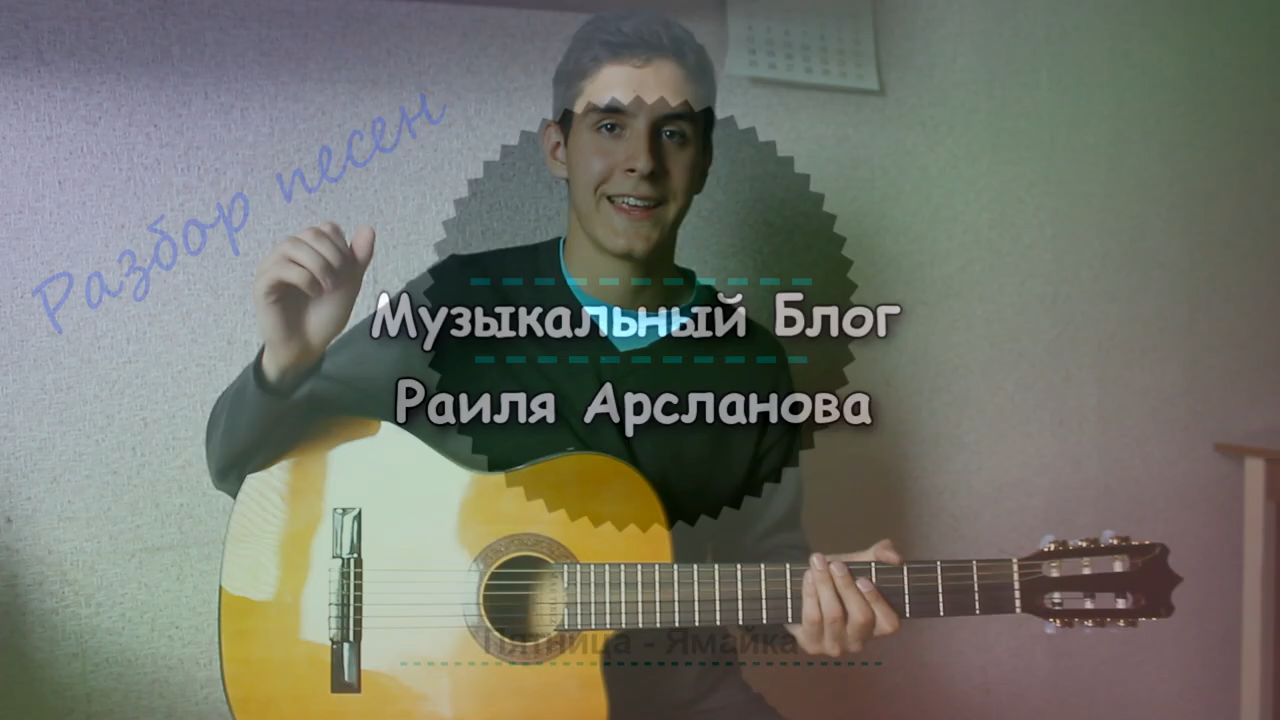 Разбор песен
Музыкальный Блог
Раиля Арсланова
Пятница - Ямайка